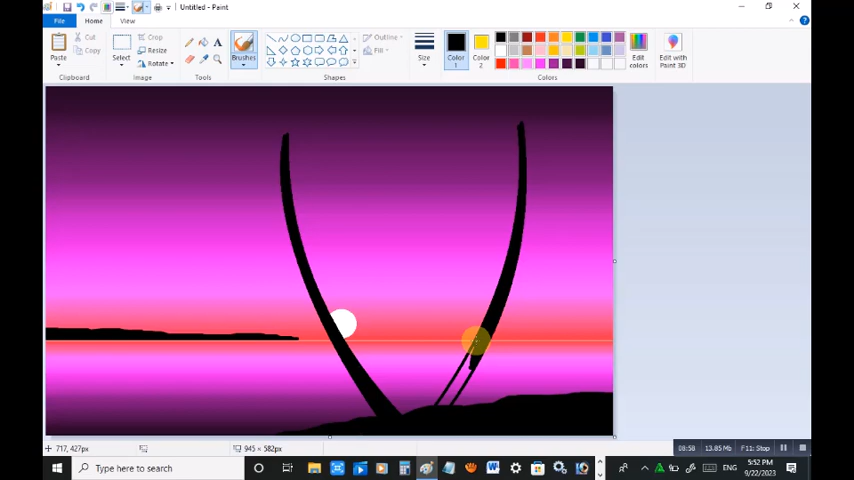 Untitled - Paint
File
Home
View
Paste
Cut
Copy
Clipboard
Select
Crop
Resize
Rotate
Image
A
Tools
Brushes
Outline
Fill
Shapes
Size
Color 1
Color 2
Edit colors
Colors
Edit with Paint 3D
717, 427px
945 × 582px
08:58
13.85 Mb
F11: Stop
Type here to search
ENG
5:52 PM
9/22/2023